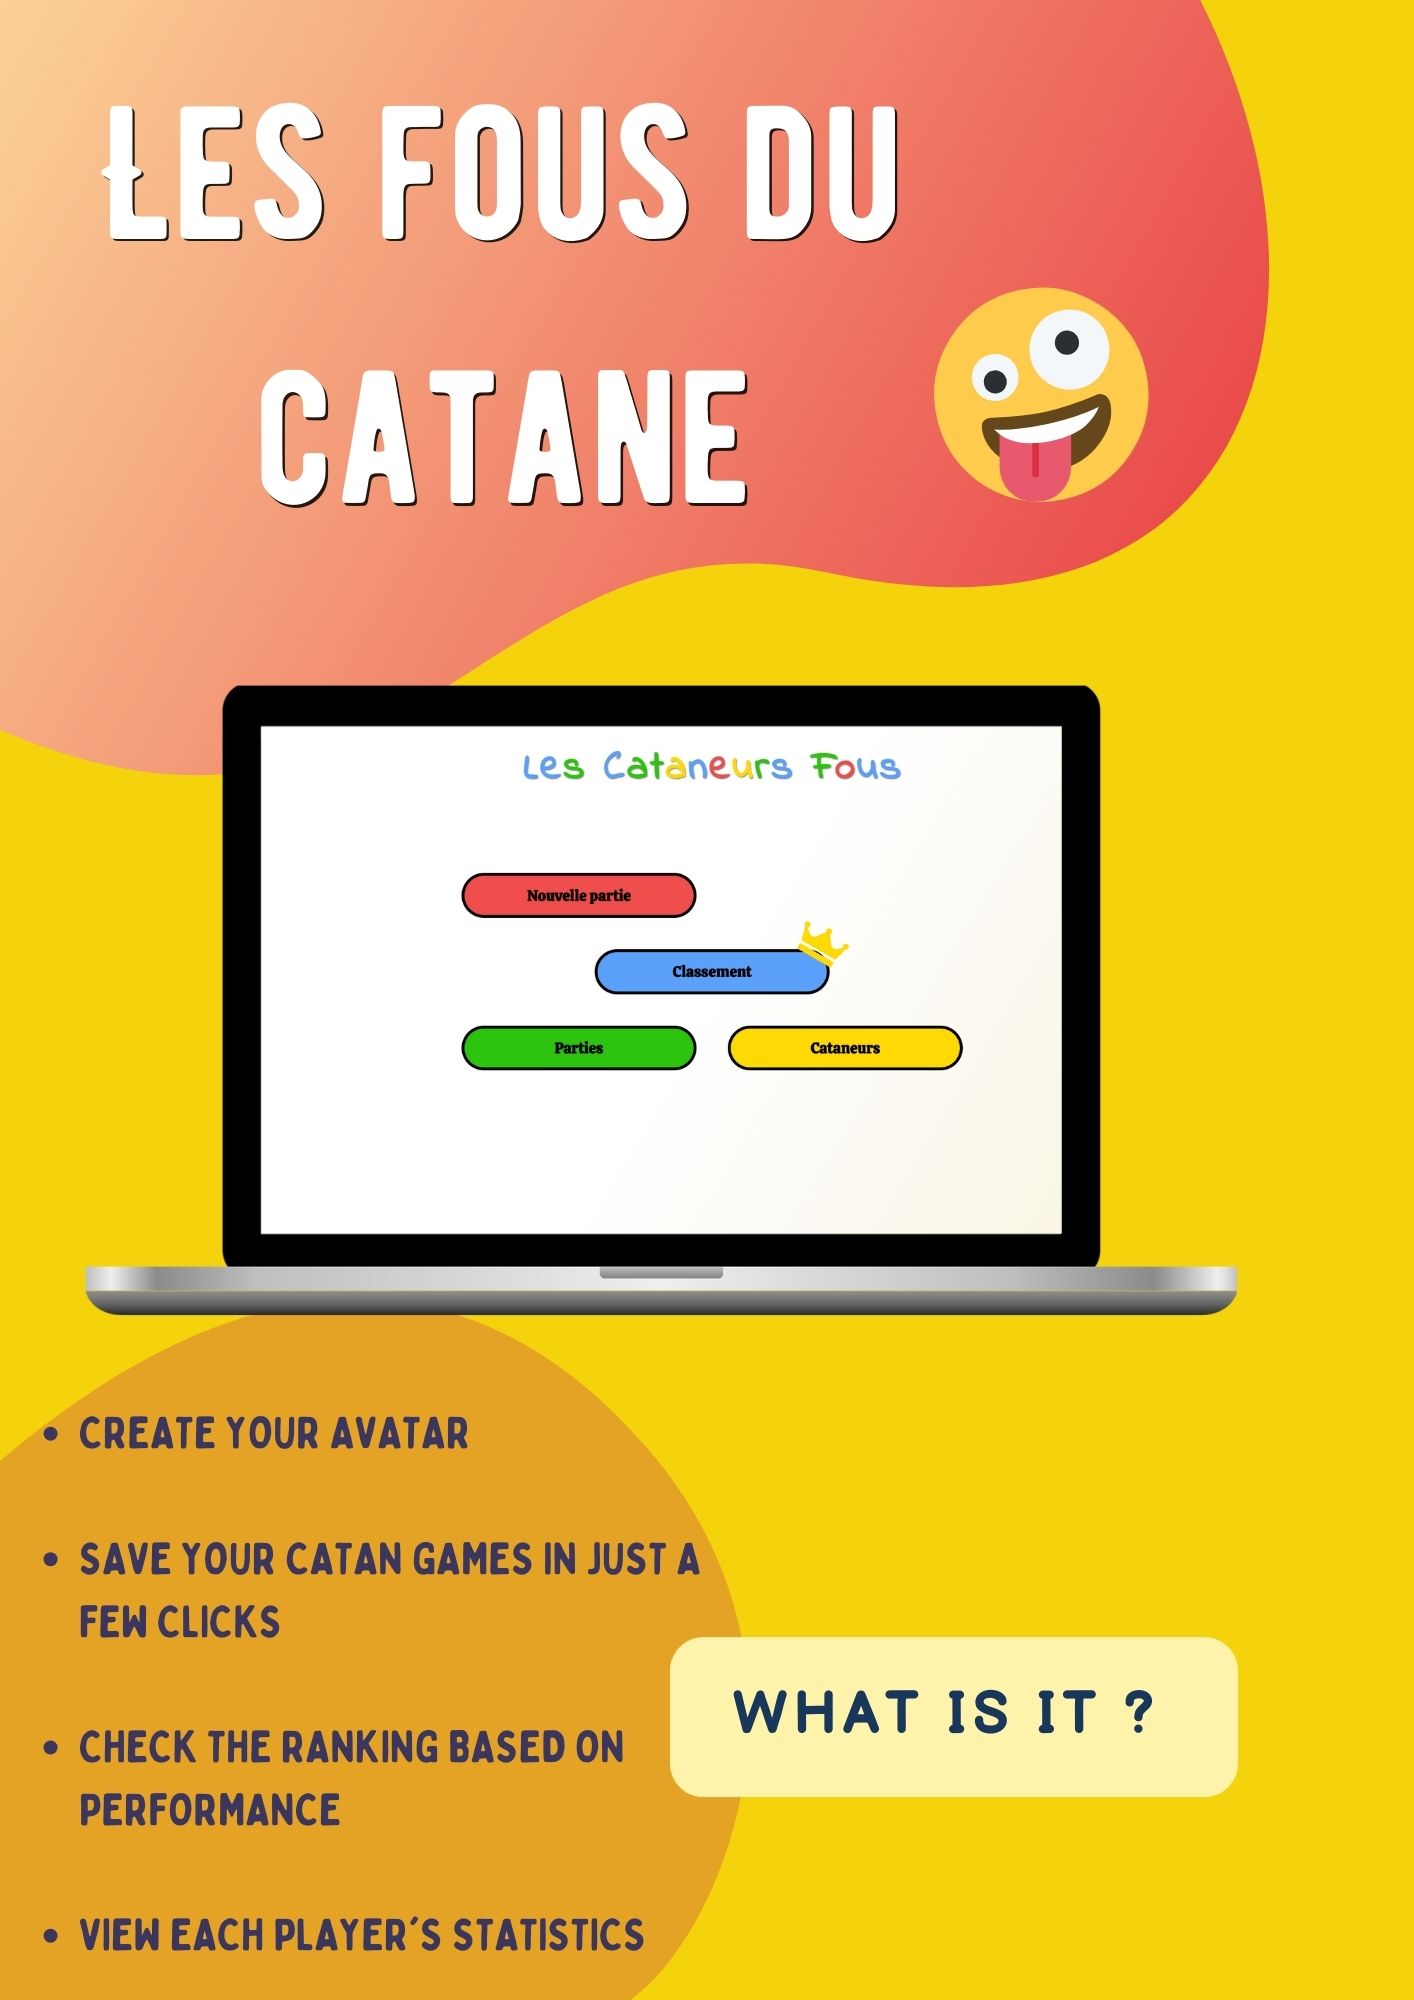 LES FOUS DU
CATANE
Les Cataneurs Fous
Nouvelle partie
Classement
Parties
Cataneurs
• CREATE YOUR AVATAR
• SAVE YOUR CATAN GAMES IN JUST A
FEW CLICKS
WHAT IS IT ?
• CHECK THE RANKING BASED ON
PERFORMANCE
• VIEW EACH PLAYER'S STATISTICS